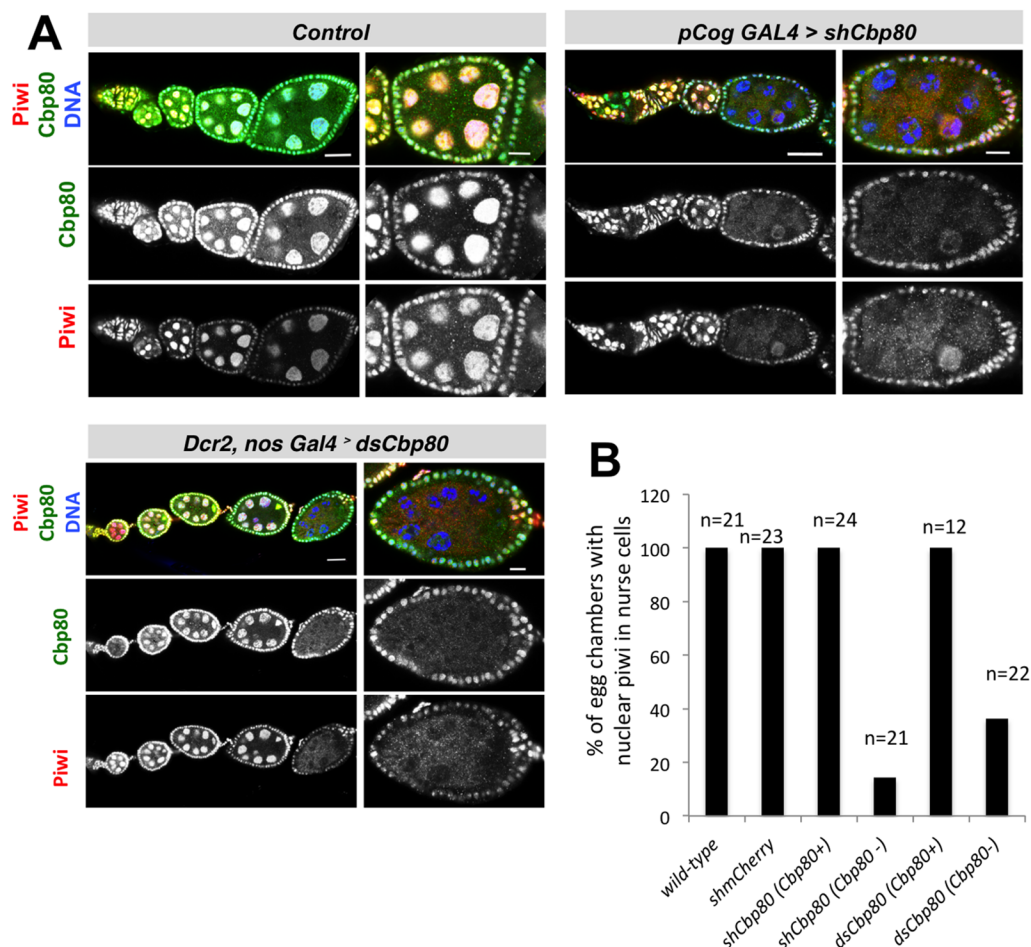 A
Control
pCog GAL4 > shCbp80
Piwi
Cbp80
DNA
Cbp80
Piwi
Dcr2, nos Gal4 > dsCbp80
Piwi
Cbp80
DNA
Cbp80
Piwi
B
% of egg chambers with
nuclear piwi in nurse cells
120
100
80
60
40
20
0
n=21
n=23
n=24
n=21
n=12
n=22
wild-type
shmCherry
shCbp80 (Cbp80+)
shCbp80 (Cbp80 -)
dsCbp80 (Cbp80+)
dsCbp80 (Cbp80-)